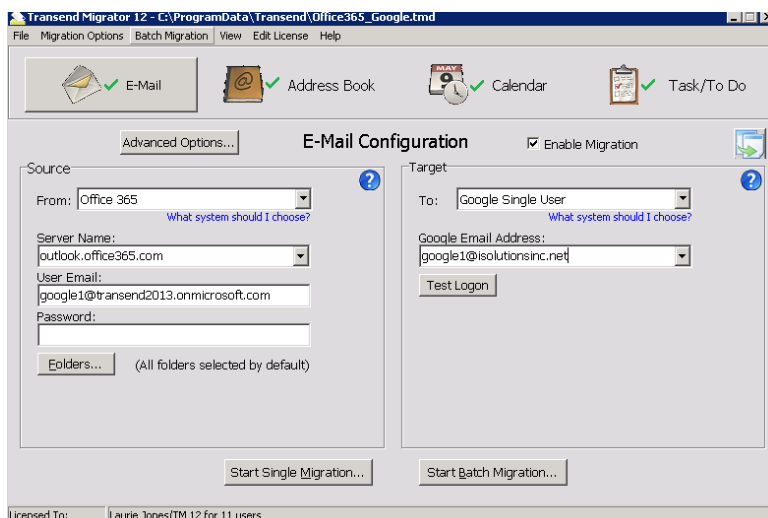 Transend Migrator 12 - C:\ProgramData\Transend\Office365_Google.tmd
File Migration Options Batch Migration View Edit License Help
E-Mail Address Book MAY 9 Calendar Task/To Do
Advanced Options... E-Mail Configuration Enable Migration
Source Target
From: Office 365 To: Google Single User
What system should I choose? What system should I choose?
Server Name: Google Email Address:
outlook.office365.com google1@isolutionsinc.net
User Email: Test Logon
google1@transend2013.onmicrosoft.com
Password:
Folders... (All folders selected by default)
Start Single Migration... Start Batch Migration...
Licensed To: Laurie Jones/TM 12 for 11 users